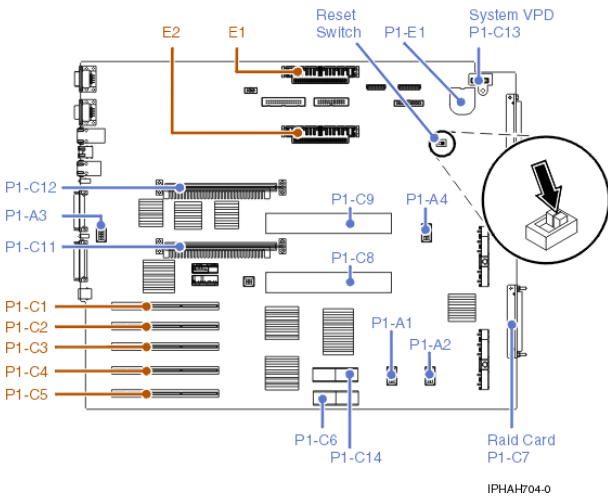 Reset
Switch
System VPD
P1-C13
E2
E1
P1-E1
P1-C12
P1-A3
P1-C11
P1-C9
P1-A4
P1-C8
P1-C1
P1-C2
P1-C3
P1-C4
P1-C5
P1-A1
P1-A2
P1-C6
P1-C14
Raid Card
P1-C7
IPHAH704-0